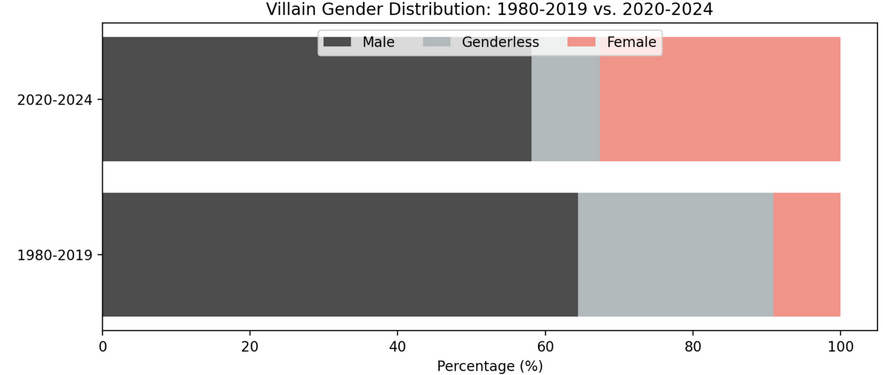 Villain Gender Distribution: 1980-2019 vs. 2020-2024
Male Genderless Female
2020-2024
1980-2019
0 20 40 60 80 100
Percentage (%)